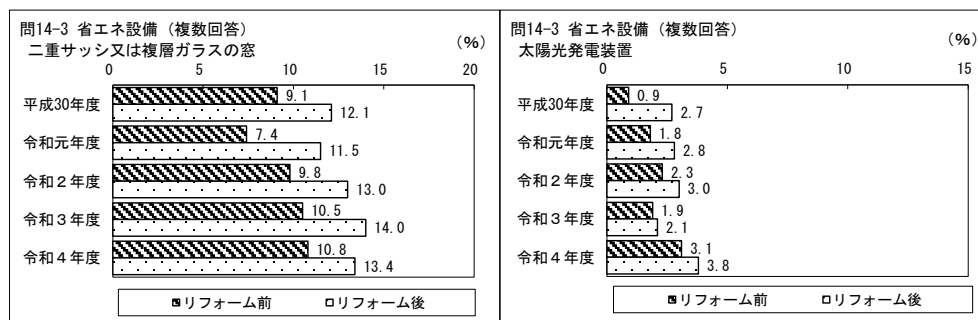 問14-3 省エネ設備（複数回答）
二重サッシ又は複層ガラスの窓
（%）
0 5 10 15 20
平成30年度 9.1
12.1
令和元年度 7.4
11.5
令和２年度 9.8
13.0
令和３年度 10.5
14.0
令和４年度 10.8
13.4
リフォーム前 リフォーム後
問14-3 省エネ設備（複数回答）
太陽光発電装置
（%）
0 5 10 15
平成30年度 0.9
2.7
令和元年度 1.8
2.8
令和２年度 2.3
3.0
令和３年度 1.9
2.1
令和４年度 3.1
3.8
リフォーム前 リフォーム後